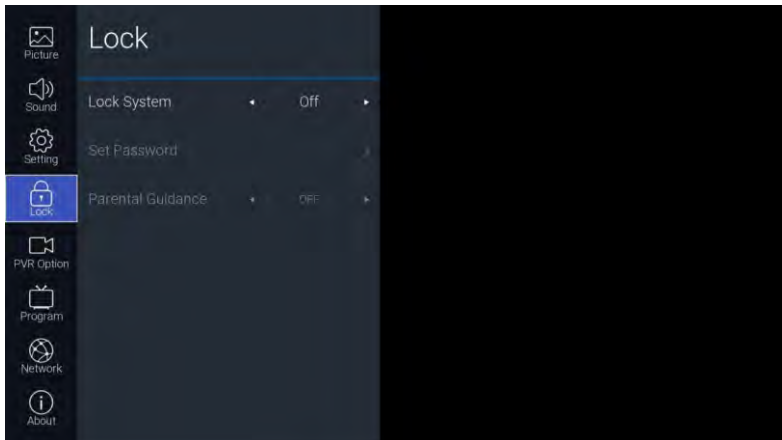 Picture
Sound
Setting
Lock
PVR Option
Program
Network
About
Lock
Lock System Off
Set Password
Parental Guidance OFF